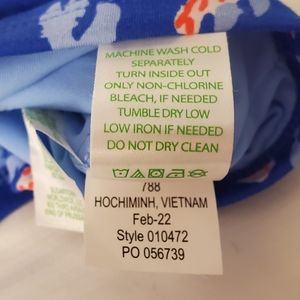 MACHINE WASH COLD
SEPARATELY
TURN INSIDE OUT
ONLY NON-CHLORINE
BLEACH, IF NEEDED
TUMBLE DRY LOW
LOW IRON IF NEEDED
DO NOT DRY CLEAN
788
HOCHIMINH, VIETNAM
Feb-22
Style 010472
PO 056739